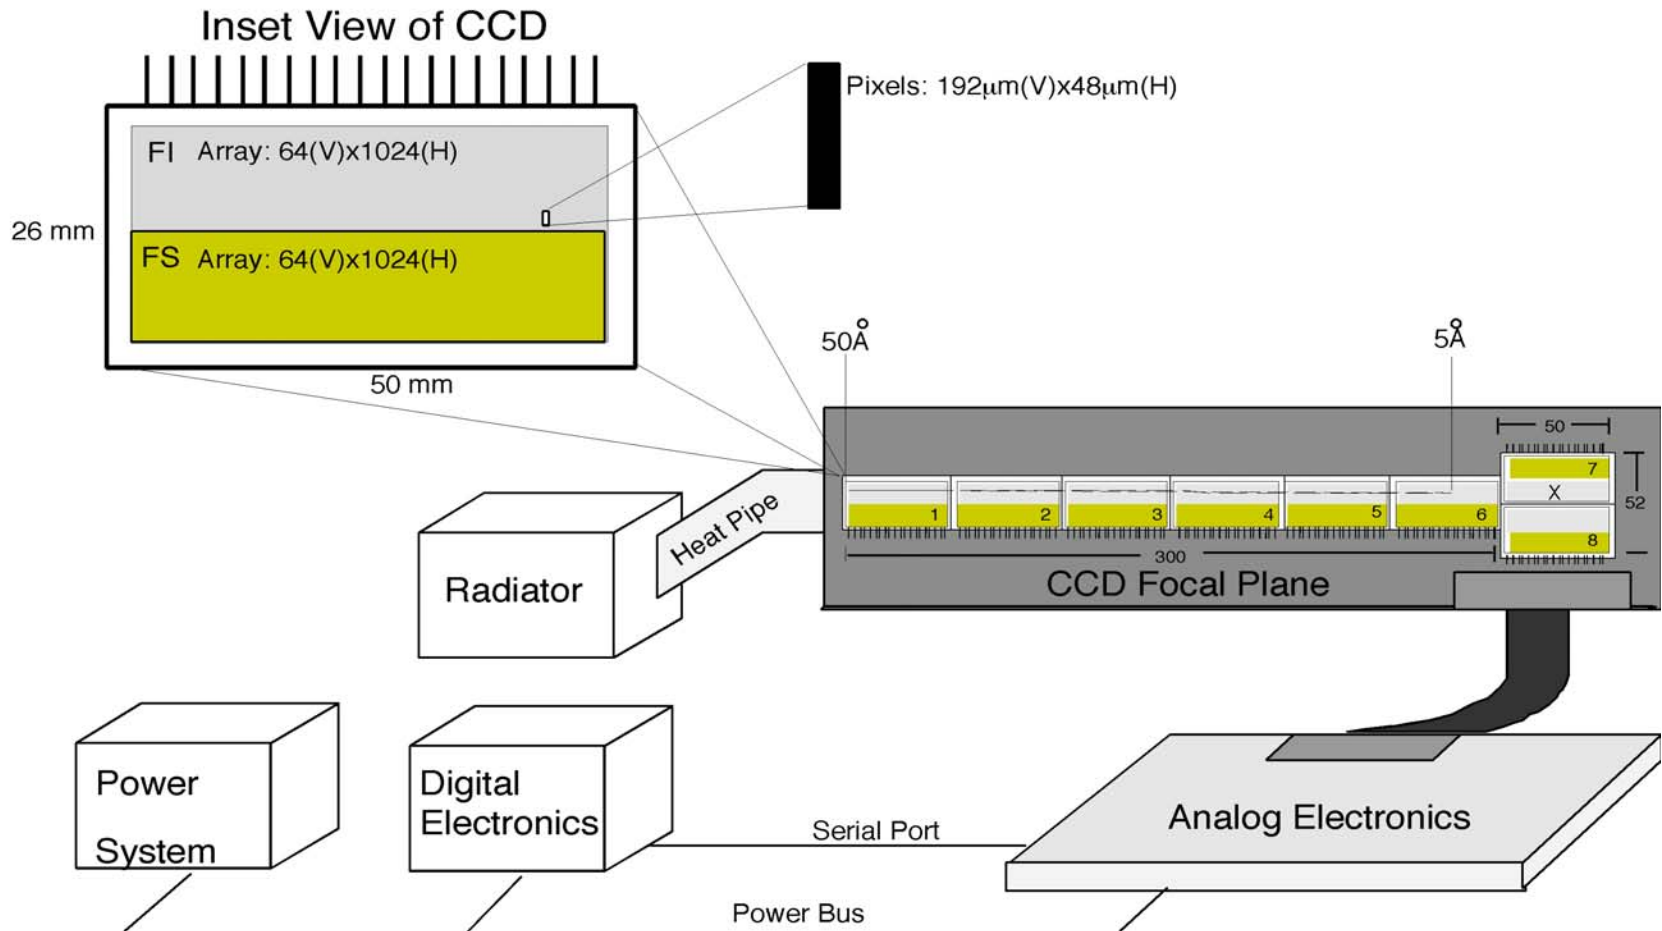 Inset View of CCD
Pixels: 192μm(V)x48μm(H)
FI Array: 64(V)x1024(H)
26 mm
FS Array: 64(V)x1024(H)
50 mm
50Å
5Å
50
7
X
52
1
2
3
4
5
6
8
300
CCD Focal Plane
Heat Pipe
Radiator
Power
System
Digital
Electronics
Serial Port
Analog Electronics
Power Bus